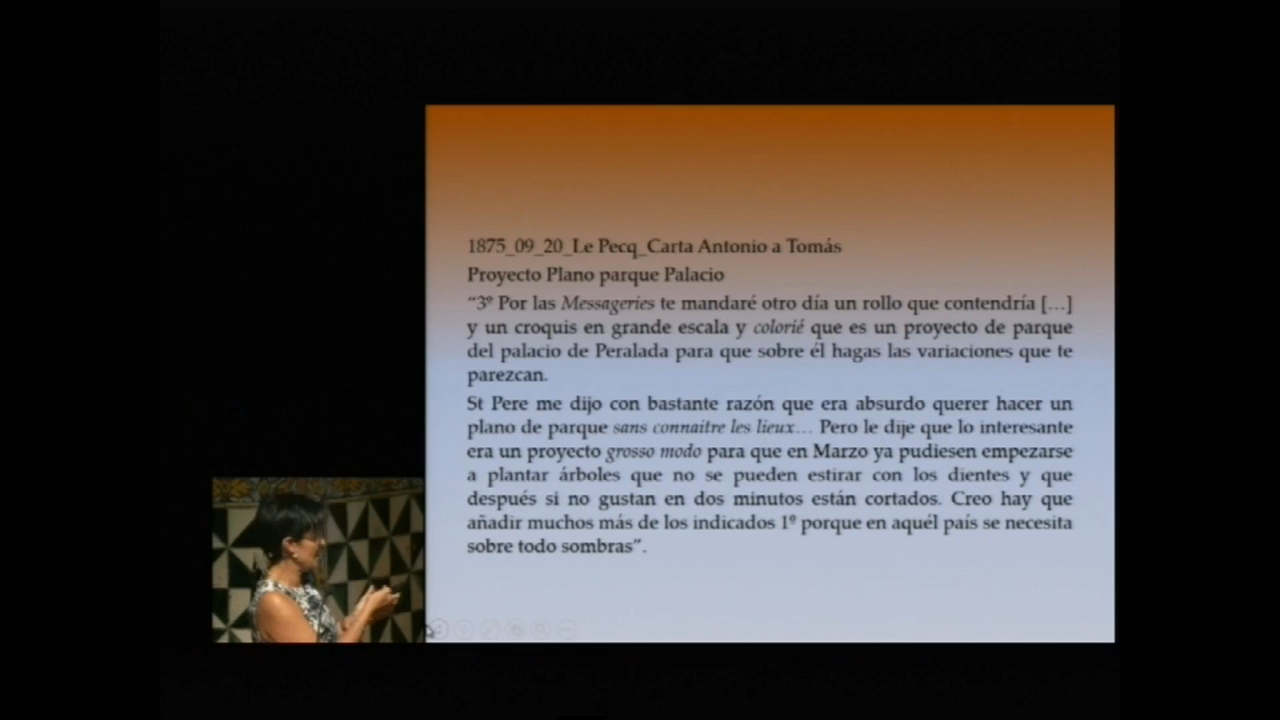 1875_09_20_Le Pecq_Carta Antonio a Tomás
Proyecto Plano parque Palacio
“3º Por las Messageries te mandaré otro día un rollo que contendría [...]
y un croquis en grande escala y colorié que es un proyecto de parque
del palacio de Peralada para que sobre él hagas las variaciones que te
parezcan.
St Pere me dijo con bastante razón que era absurdo querer hacer un
plano de parque sans connaitre les lieux... Pero le dije que lo interesante
era un proyecto grosso modo para que en Marzo ya pudiesen empezarse
a plantar árboles que no se pueden estirar con los dientes y que
después si no gustan en dos minutos están cortados. Creo hay que
añadir muchos más de los indicados 1º porque en aquél país se necesita
sobre todo sombras”.